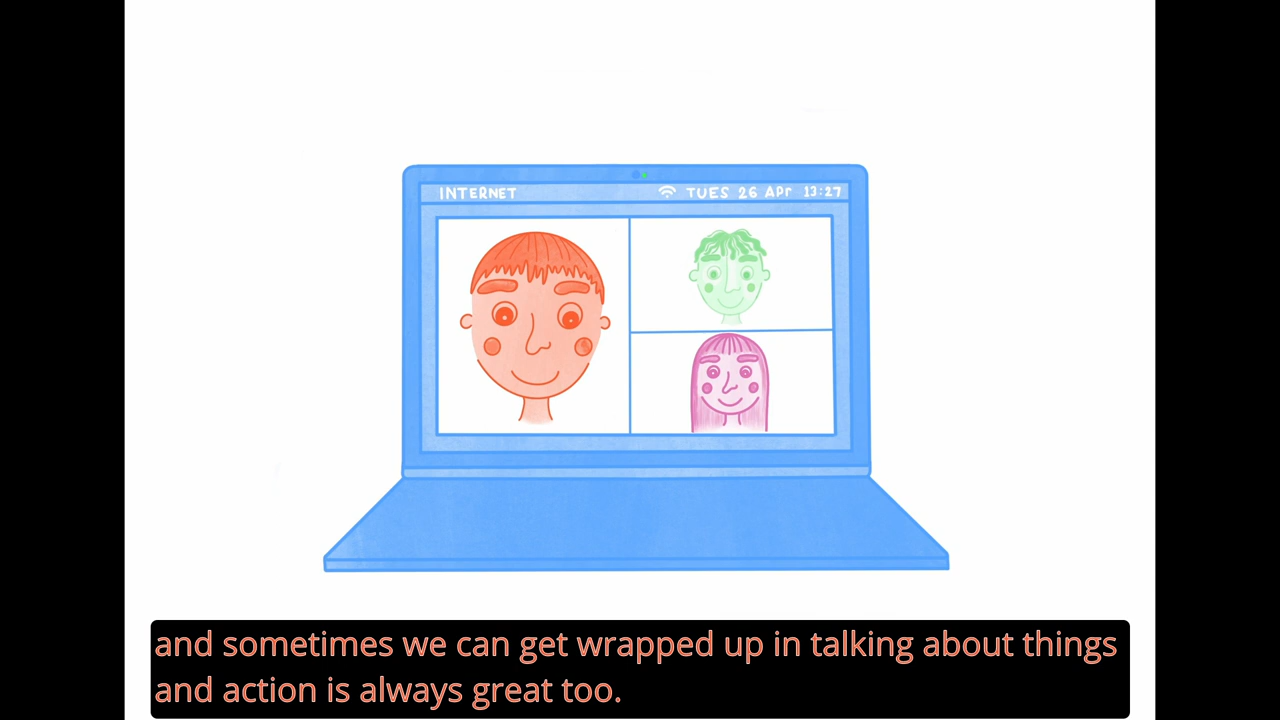 INTERNET TUES 26 Apr 13:27
and sometimes we can get wrapped up in talking about things
and action is always great too.